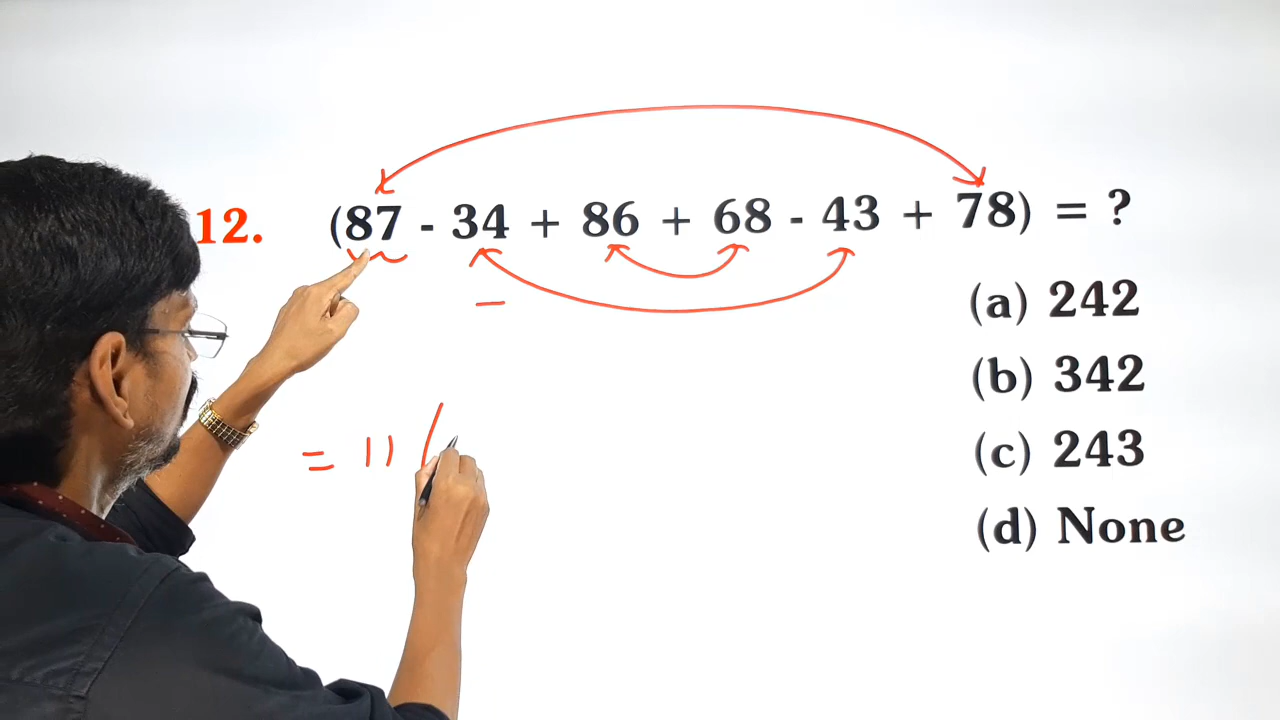 12. (87 - 34 + 86 + 68 - 43 + 78) = ?
(a) 242
(b) 342
(c) 243
(d) None
= 11 (